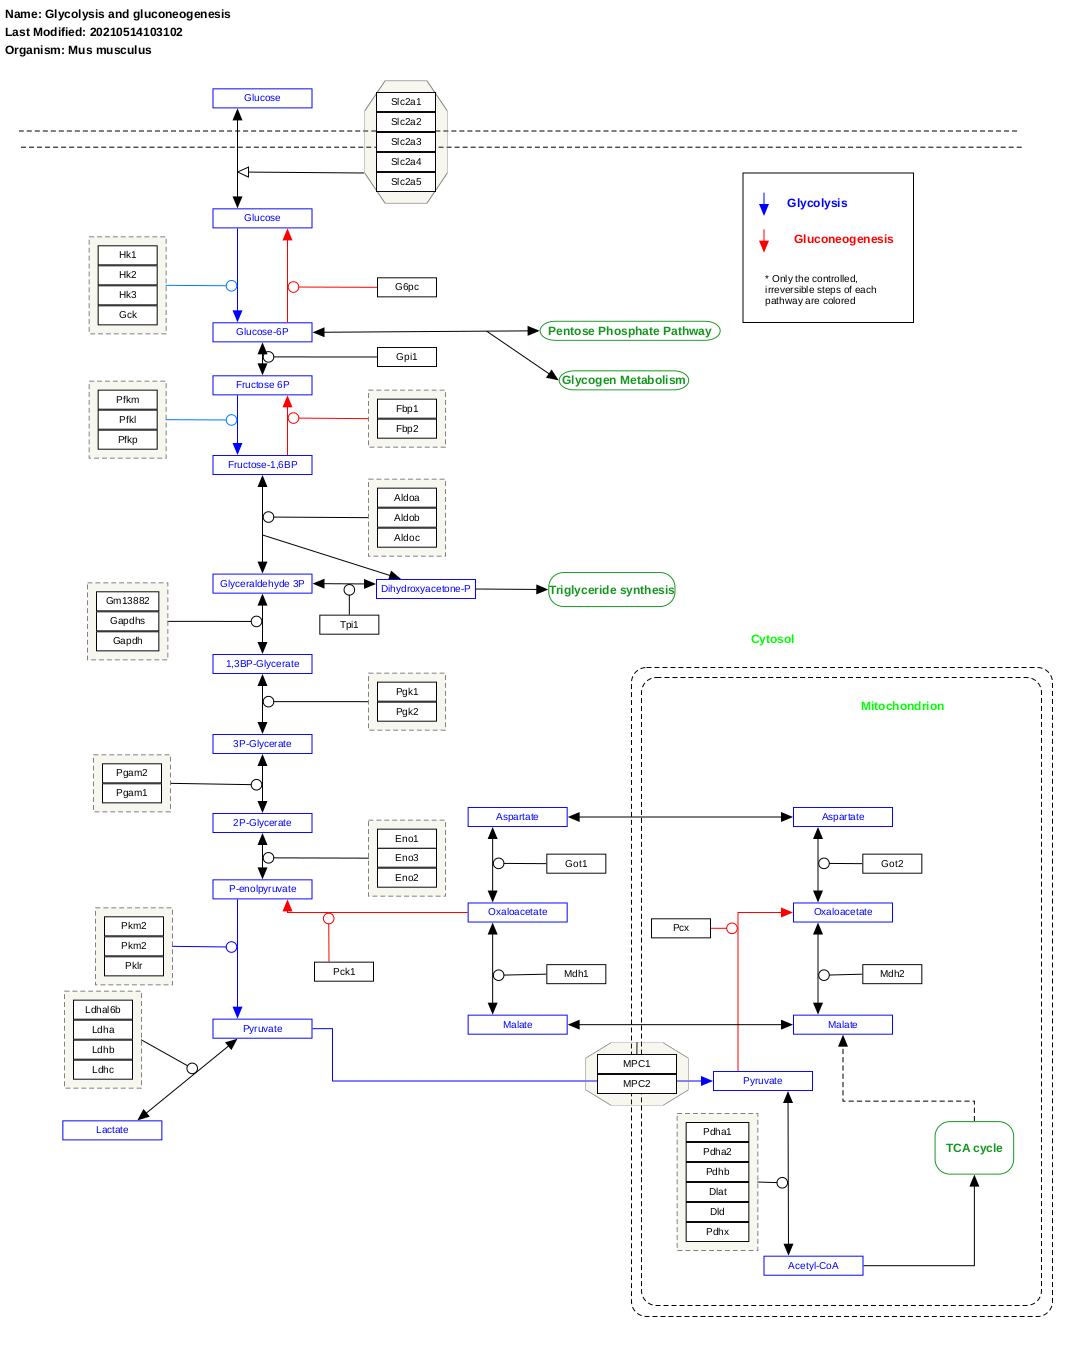 Name: Glycolysis and gluconeogenesis
Last Modified: 20210514103102
Organism: Mus musculus
Glucose
Slc2a1
Slc2a2
Slc2a3
Slc2a4
Slc2a5
Glucose
Glycolysis
Gluconeogenesis
* Only the controlled,
irreversible steps of each
pathway are colored
Hk1
Hk2
Hk3
Gck
G6pc
Glucose-6P
Pentose Phosphate Pathway
Gpi1
Glycogen Metabolism
Fructose 6P
Pfkm
Pfkl
Pfkp
Fbp1
Fbp2
Fructose-1,6BP
Aldoa
Aldob
Aldoc
Glyceraldehyde 3P
Dihydroxyacetone-P
Triglyceride synthesis
Tpi1
Gm13882
Gapdhs
Gapdh
Cytosol
1,3BP-Glycerate
Mitochondrion
Pgk1
Pgk2
3P-Glycerate
Pgam2
Pgam1
2P-Glycerate
Aspartate
Aspartate
Eno1
Eno3
Eno2
Got1
Got2
P-enolpyruvate
Oxaloacetate
Oxaloacetate
Pkm2
Pkm2
Pklr
Pcx
Pck1
Mdh1
Mdh2
Ldhal6b
Ldha
Ldhb
Ldhc
Pyruvate
Malate
Malate
MPC1
MPC2
Pyruvate
Lactate
Pdha1
Pdha2
Pdhb
Dlat
Dld
Pdhx
TCA cycle
Acetyl-CoA